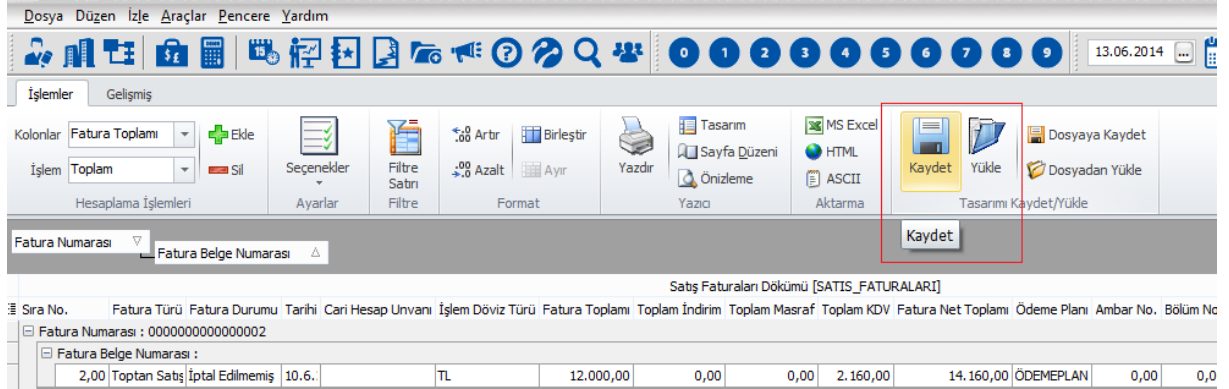 Dosya Düzen İzle Araçlar Pencere Yardım
0 1 2 3 4 5 6 7 8 9 13.06.2014 ...
İşlemler Gelişmiş
Kolonlar Fatura Toplamı Ekle
İşlem Toplam Sil
Hesaplama İşlemleri
Seçenekler
Ayarlar
Filtre Satırı
Filtre
Artır Birleştir
Azalt Ayır
Format
Yazdır
Tasarım
Sayfa Düzeni
Önizleme
Yazıcı
MS Excel
HTML
ASCII
Aktarma
Kaydet Yükle
Dosyaya Kaydet
Dosyadan Yükle
Tasarımı Kaydet/Yükle
Kaydet
Fatura Numarası
Fatura Belge Numarası
Satış Faturaları Dökümü [SATIS_FATURALARI]
Sıra No. Fatura Türü Fatura Durumu Tarihi Cari Hesap Unvanı İşlem Döviz Türü Fatura Toplamı Toplam İndirim Toplam Masraf Toplam KDV Fatura Net Toplamı Ödeme Planı Ambar No. Bölüm No
Fatura Numarası : 0000000000000002
Fatura Belge Numarası :
2,00 Toptan Satış İptal Edilmemiş 10.6. TL 12.000,00 0,00 0,00 2.160,00 14.160,00 ÖDEMEPLAN 0,00 0,0